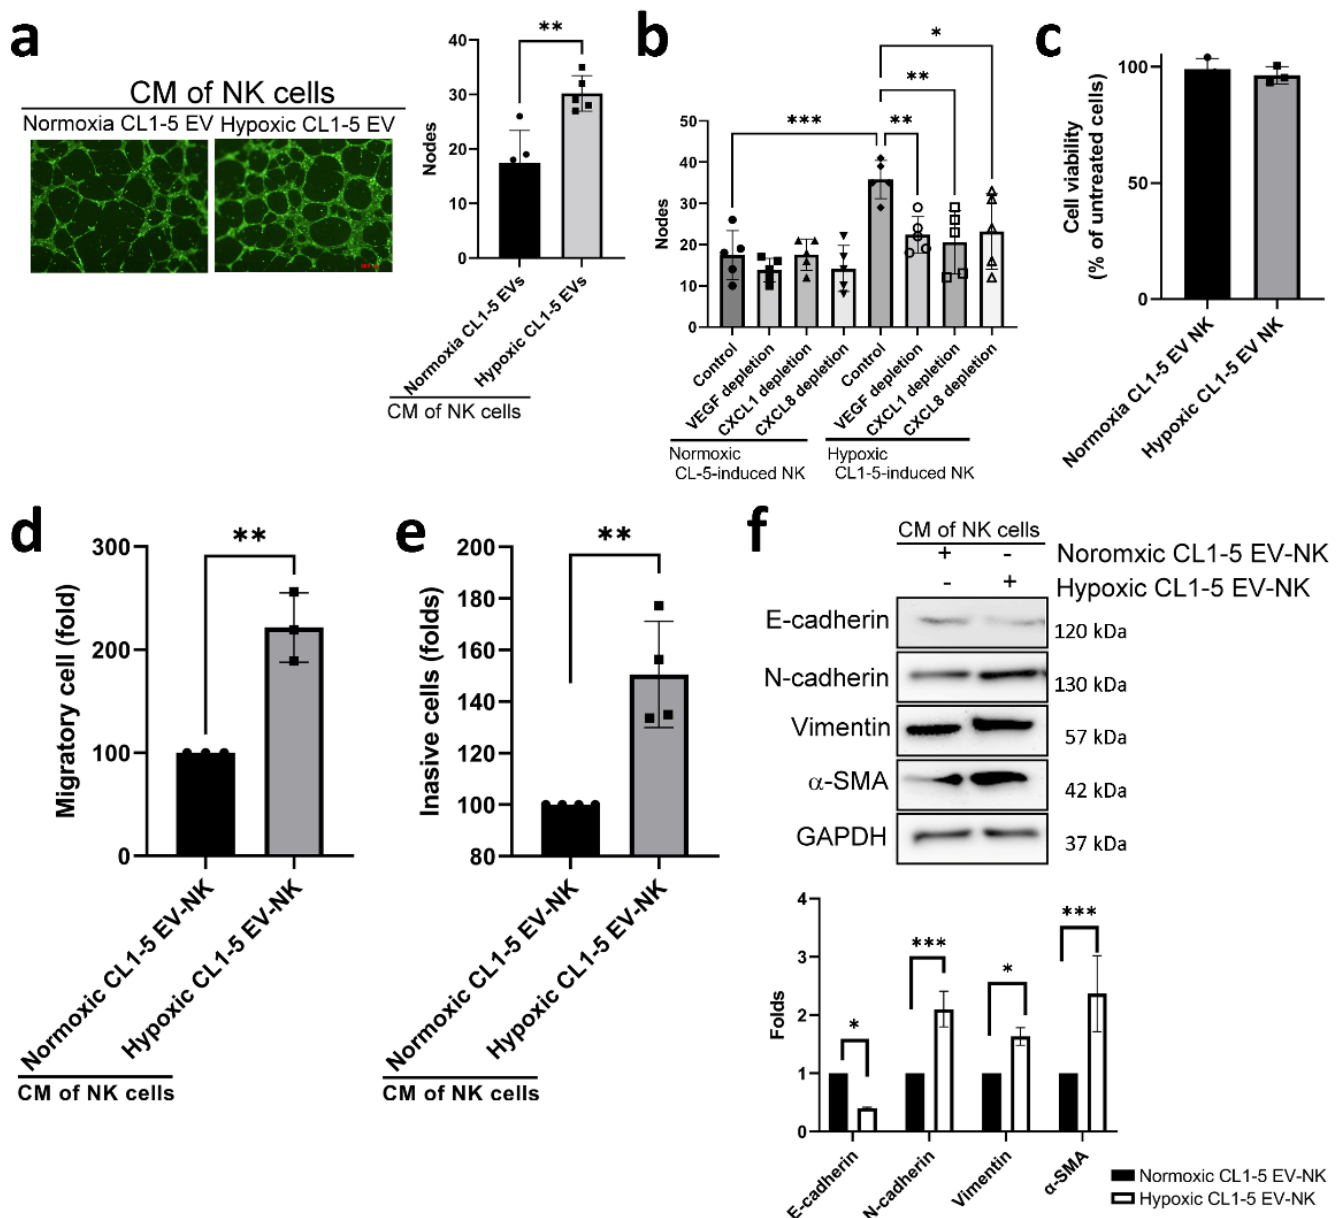 a
CM of NK cells
Normoxia CL1-5 EV Hypoxic CL1-5 EV
**
40
30
20
10
0
Nodes
Normoxia CL1-5 EVs
Hypoxic CL1-5 EVs
CM of NK cells
b
*
**
*** **
50
40
30
20
10
0
Nodes
Control
VEGF depletion
CXCL1 depletion
CXCL8 depletion
Control
VEGF depletion
CXCL1 depletion
CXCL8 depletion
Normoxic
CL-5-induced NK
Hypoxic
CL1-5-induced NK
c
100
50
0
Cell viability
(% of untreated cells)
Normoxia CL1-5 EV NK
Hypoxic CL1-5 EV NK
d
**
300
200
100
0
Migratory cell (fold)
Normoxic CL1-5 EV-NK
Hypoxic CL1-5 EV-NK
CM of NK cells
e
**
200
180
160
140
120
100
80
Inasive cells (folds)
Normoxic CL1-5 EV-NK
Hypoxic CL1-5 EV-NK
CM of NK cells
f
CM of NK cells
+ - Noromxic CL1-5 EV-NK
- + Hypoxic CL1-5 EV-NK
E-cadherin 120 kDa
N-cadherin 130 kDa
Vimentin 57 kDa
α-SMA 42 kDa
GAPDH 37 kDa
4
3
2
1
0
Folds
*
***
*
***
E-cadherin
N-cadherin
Vimentin
α-SMA
Normoxic CL1-5 EV-NK
Hypoxic CL1-5 EV-NK